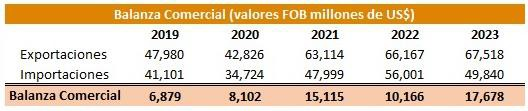 Balanza Comercial (valores FOB millones de US$)
2019 2020 2021 2022 2023
Exportaciones 47,980 42,826 63,114 66,167 67,518
Importaciones 41,101 34,724 47,999 56,001 49,840
Balanza Comercial 6,879 8,102 15,115 10,166 17,678